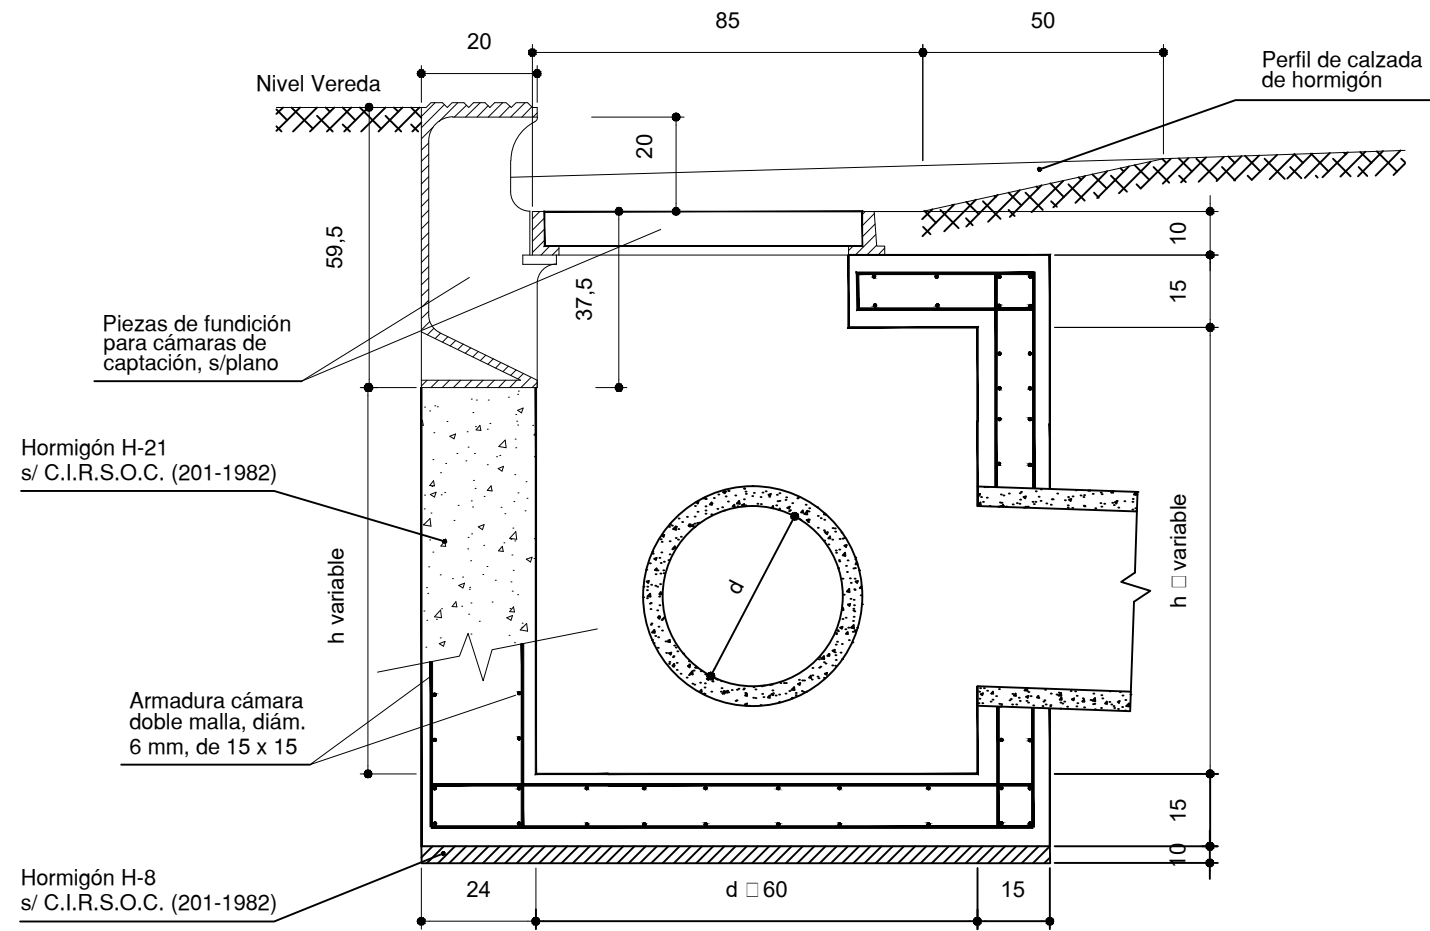 85
50
20
Perfil de calzada
de hormigón
Nivel Vereda
20
59,5
10
37,5
15
Piezas de fundición
para cámaras de
captación, s/plano
Hormigón H-21
s/ C.I.R.S.O.C. (201-1982)
h variable
h □ variable
d
Armadura cámara
doble malla, diám.
6 mm, de 15 x 15
15
10
Hormigón H-8
s/ C.I.R.S.O.C. (201-1982)
24
d □ 60
15